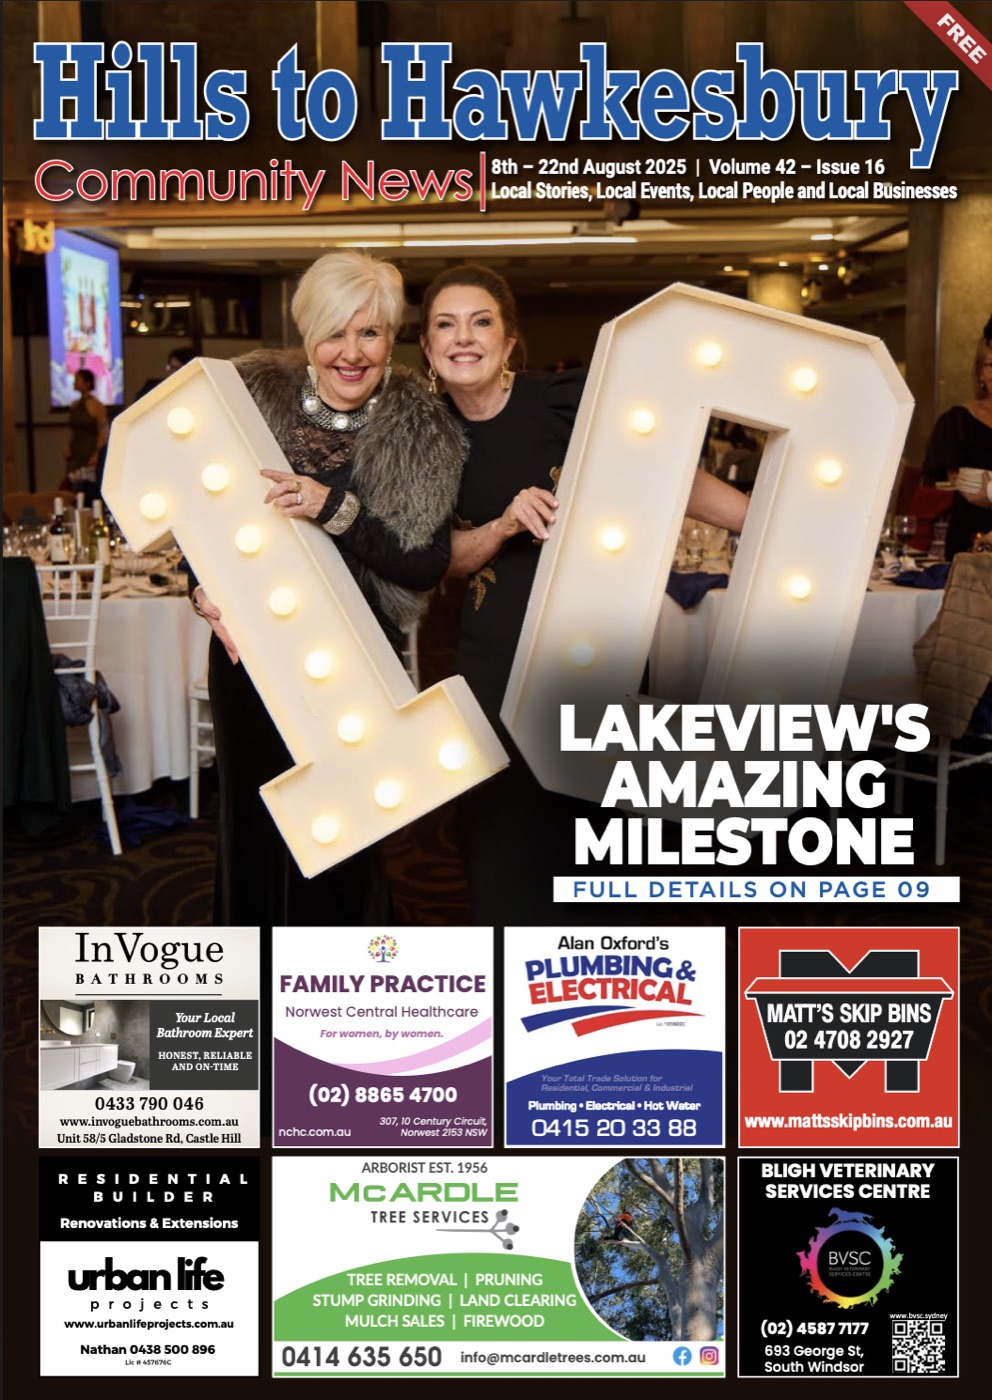 FREE
Hills to Hawkesbury
Community News
8th – 22nd August 2025 | Volume 42 – Issue 16
Local Stories, Local Events, Local People and Local Businesses
10
LAKEVIEW'S
AMAZING
MILESTONE
FULL DETAILS ON PAGE 09
InVogue
BATHROOMS
Your Local
Bathroom Expert
HONEST, RELIABLE
AND ON-TIME
0433 790 046
www.invoguebathrooms.com.au
Unit 58/5 Gladstone Rd, Castle Hill
FAMILY PRACTICE
Norwest Central Healthcare
For women, by women.
(02) 8865 4700
307, 10 Century Circuit,
Norwest 2153 NSW
nchc.com.au
Alan Oxford's
PLUMBING &
ELECTRICAL
Your Total Trade Solution for
Residential, Commercial & Industrial
Plumbing • Electrical • Hot Water
0415 20 33 88
MATT'S SKIP BINS
02 4708 2927
www.mattsskipbins.com.au
RESIDENTIAL
BUILDER
Renovations & Extensions
urban life
projects
www.urbanlifeprojects.com.au
Nathan 0438 500 896
Lic # 457676C
ARBORIST EST. 1956
McARDLE
TREE SERVICES
TREE REMOVAL | PRUNING
STUMP GRINDING | LAND CLEARING
MULCH SALES | FIREWOOD
0414 635 650
info@mcardletrees.com.au
BLIGH VETERINARY
SERVICES CENTRE
BVSC
BLIGH VETERINARY
SERVICES CENTRE
www.bvsc.sydney
(02) 4587 7177
693 George St,
South Windsor